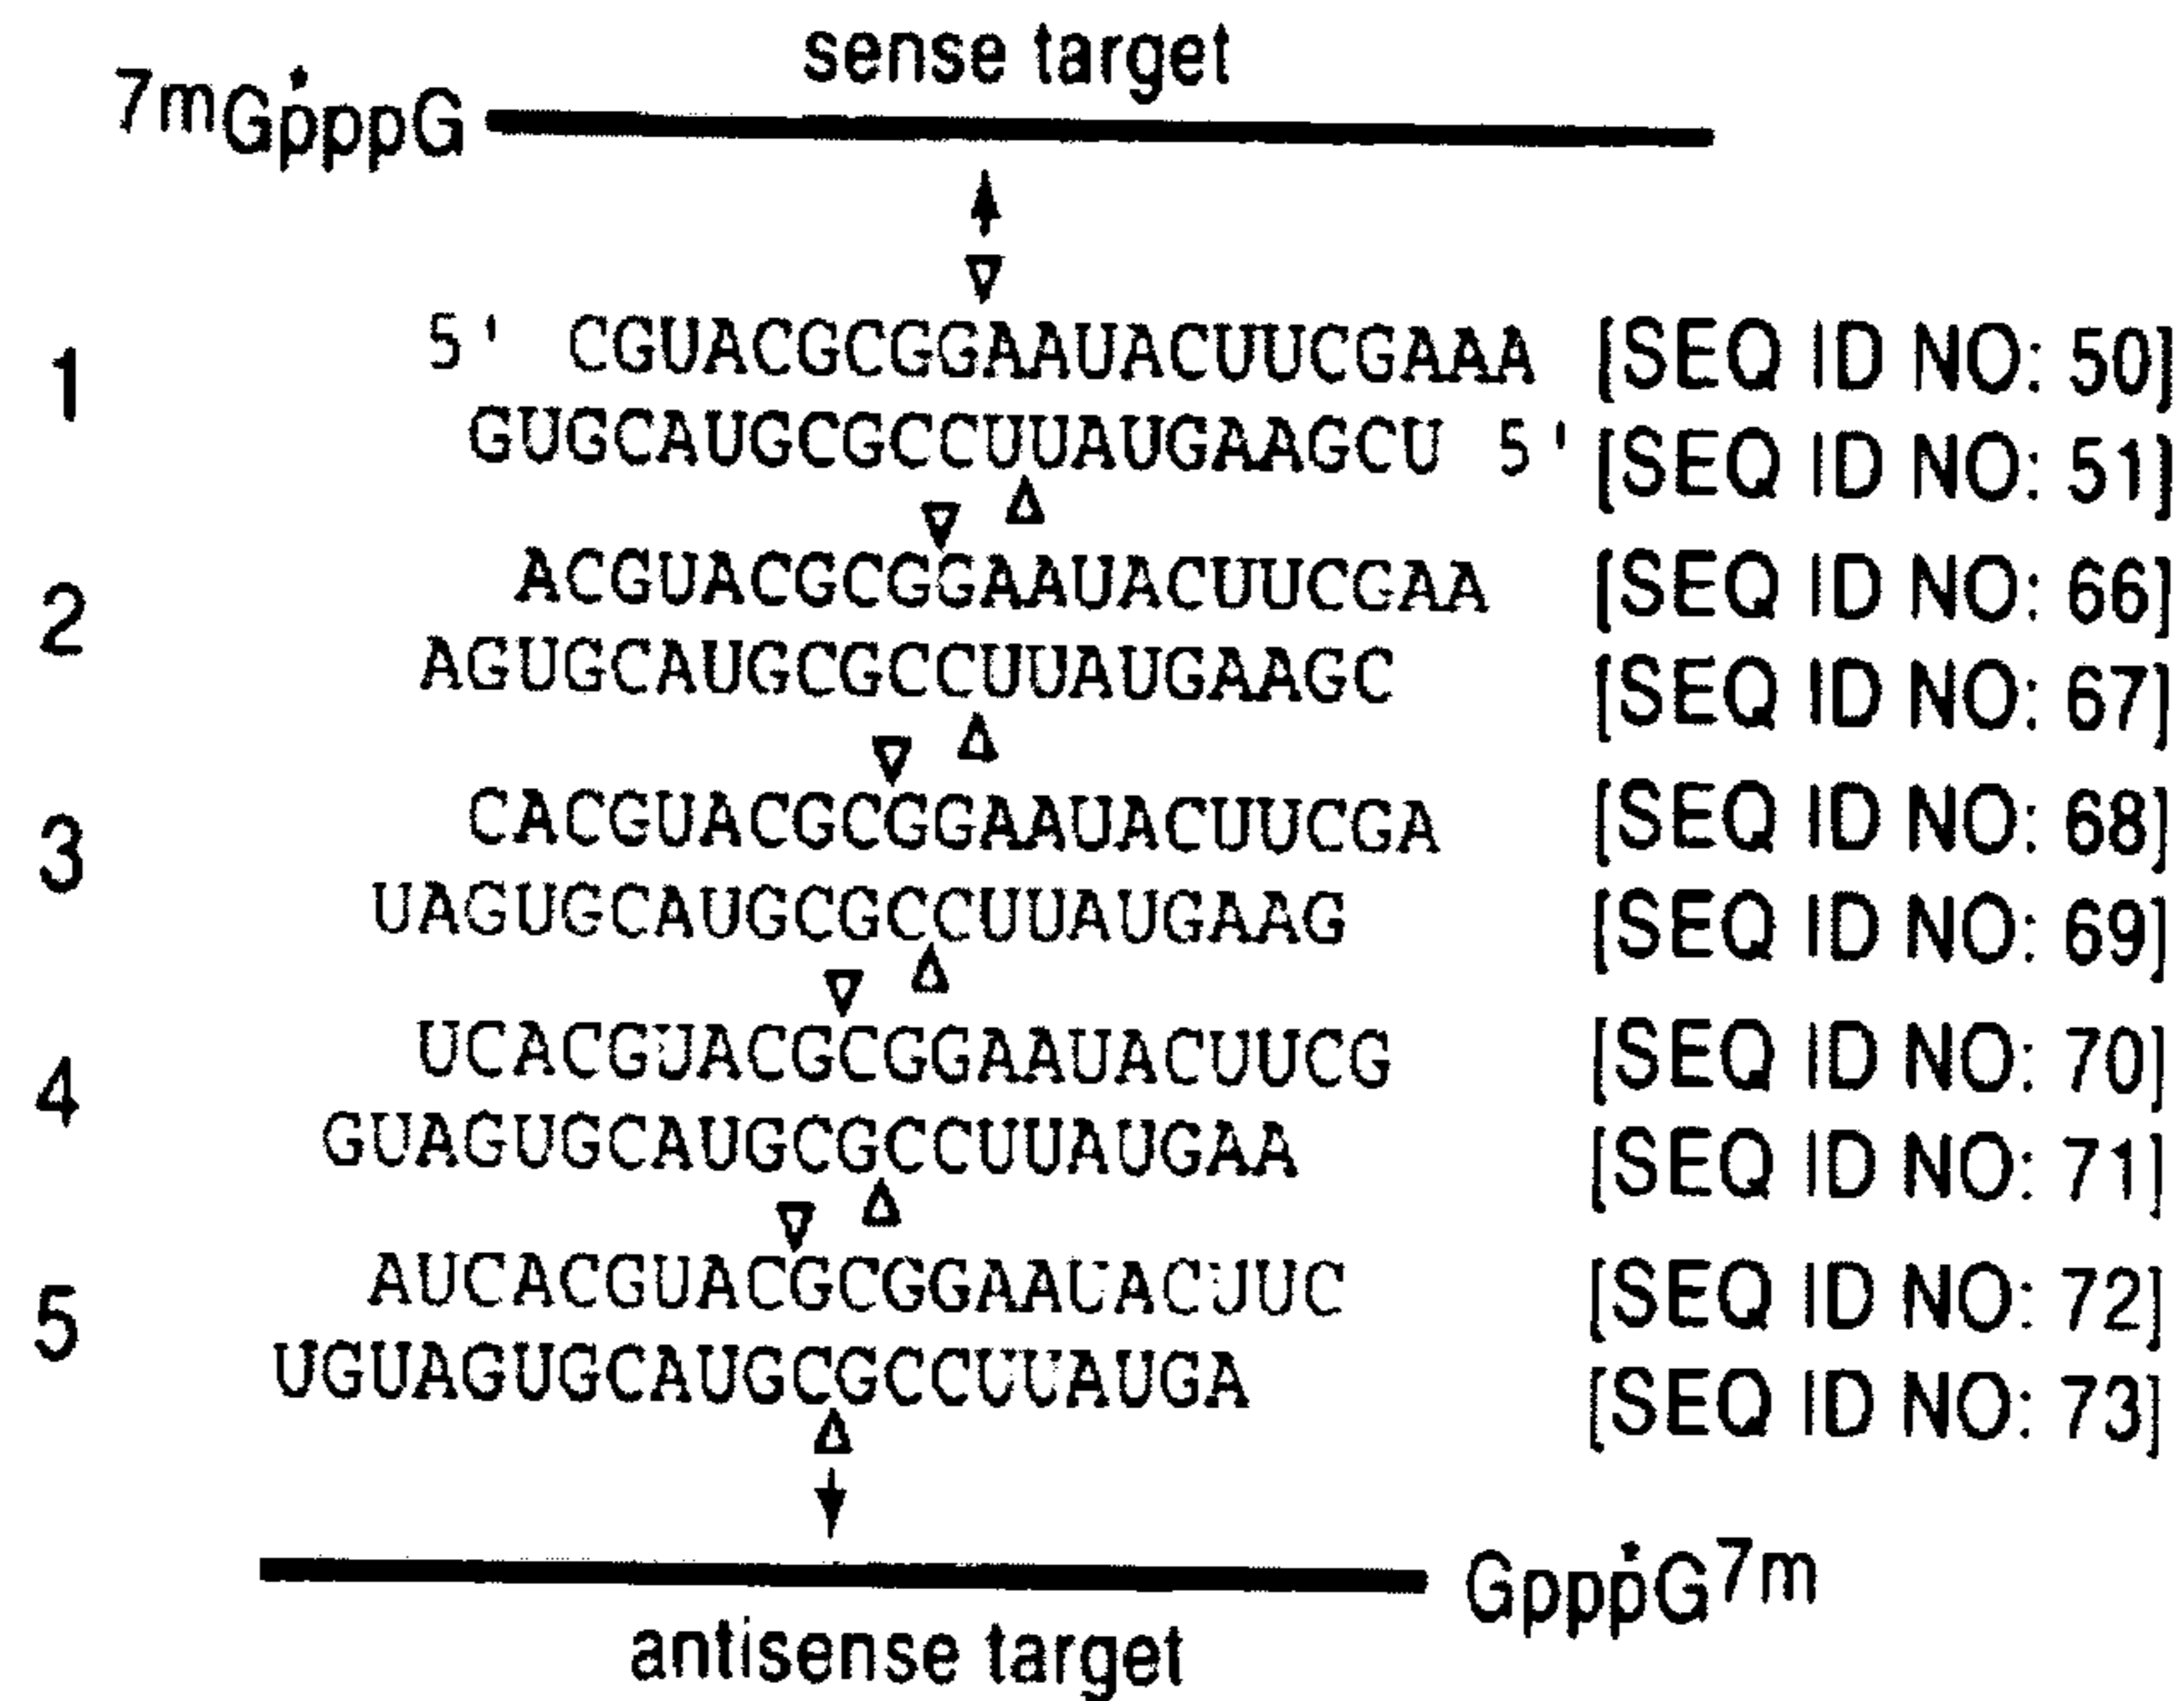 sense target
7mGpppG
5' CGUACGCGGAAUACUUCGAAA [SEQ ID NO: 50]
1
GUGCAUGCGCCUUAUGAAGCU 5' [SEQ ID NO: 51]
ACGUACGCGGAAUACUUCGAA [SEQ ID NO: 66]
2
AGUGCAUGCGCCUUAUGAAGC [SEQ ID NO: 67]
CACGUACGCGGAAUACUUCGA [SEQ ID NO: 68]
3
UAGUGCAUGCGCCUUAUGAAG [SEQ ID NO: 69]
UCACGUACGCGGAAUACUUCG [SEQ ID NO: 70]
4
GUAGUGCAUGCGCCUUAUGAA [SEQ ID NO: 71]
AUCACGUACGCGGAAUACUUC [SEQ ID NO: 72]
5
UGUAGUGCAUGCGCCUUAUGA [SEQ ID NO: 73]
GpppG7m
antisense target